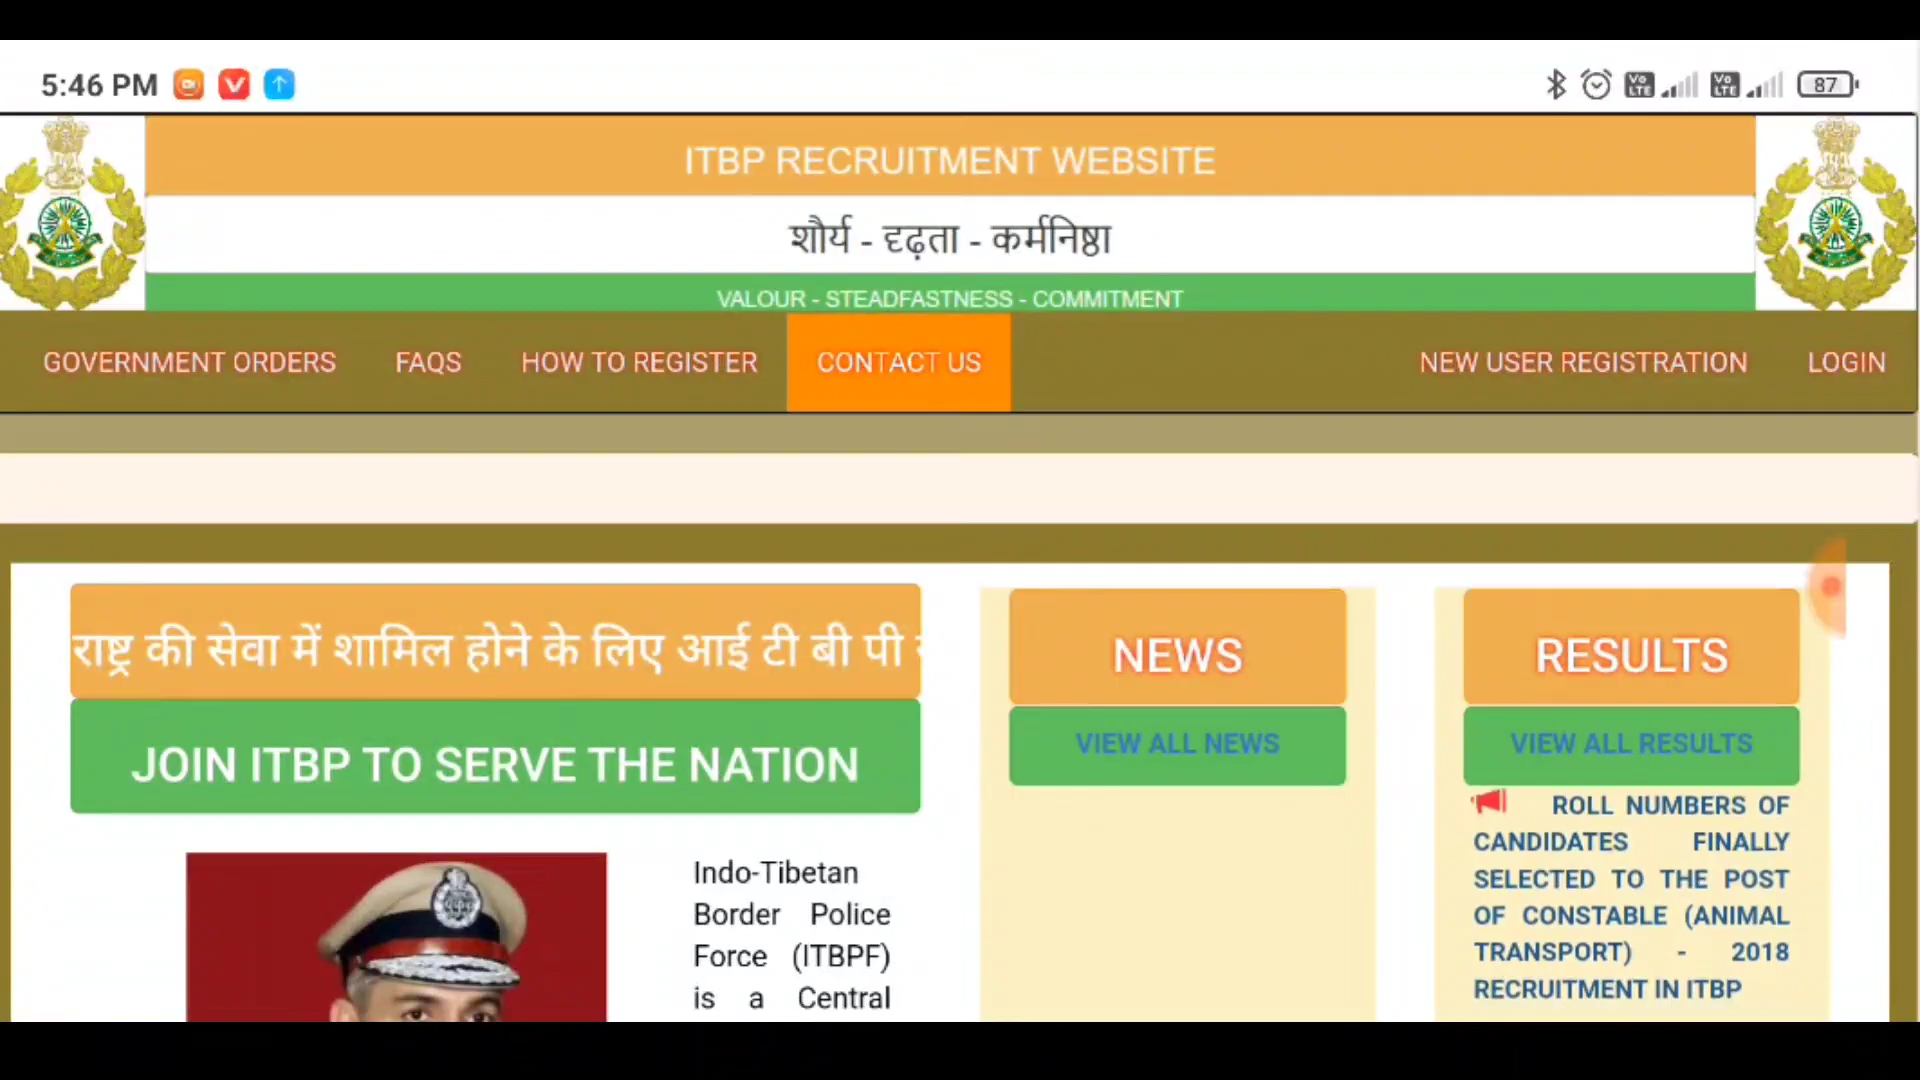 5:46 PM
87
ITBP RECRUITMENT WEBSITE
शौर्य - दृढ़ता - कर्मनिष्ठा
VALOUR - STEADFASTNESS - COMMITMENT
GOVERNMENT ORDERS FAQS HOW TO REGISTER CONTACT US NEW USER REGISTRATION LOGIN
राष्ट्र की सेवा में शामिल होने के लिए आई टी बी पी
JOIN ITBP TO SERVE THE NATION
Indo-Tibetan
Border Police
Force (ITBPF)
is a Central
NEWS
VIEW ALL NEWS
RESULTS
VIEW ALL RESULTS
ROLL NUMBERS OF
CANDIDATES FINALLY
SELECTED TO THE POST
OF CONSTABLE (ANIMAL
TRANSPORT) - 2018
RECRUITMENT IN ITBP